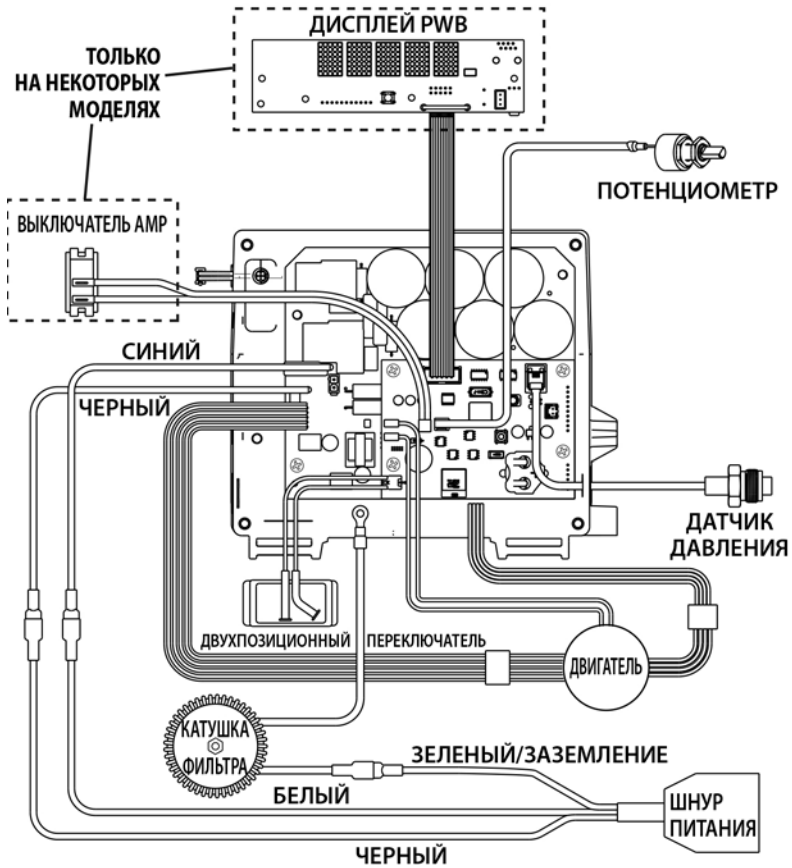 ДИСПЛЕЙ PWB
ТОЛЬКО
НА НЕКОТОРЫХ
МОДЕЛЯХ
ПОТЕНЦИОМЕТР
ВЫКЛЮЧАТЕЛЬ AMP
СИНИЙ
ЧЕРНЫЙ
ДАТЧИК
ДАВЛЕНИЯ
ДВУХПОЗИЦИОННЫЙ ПЕРЕКЛЮЧАТЕЛЬ
ДВИГАТЕЛЬ
КАТУШКА
ФИЛЬТРА
ЗЕЛЕНЫЙ/ЗАЗЕМЛЕНИЕ
БЕЛЫЙ
ШНУР
ПИТАНИЯ
ЧЕРНЫЙ